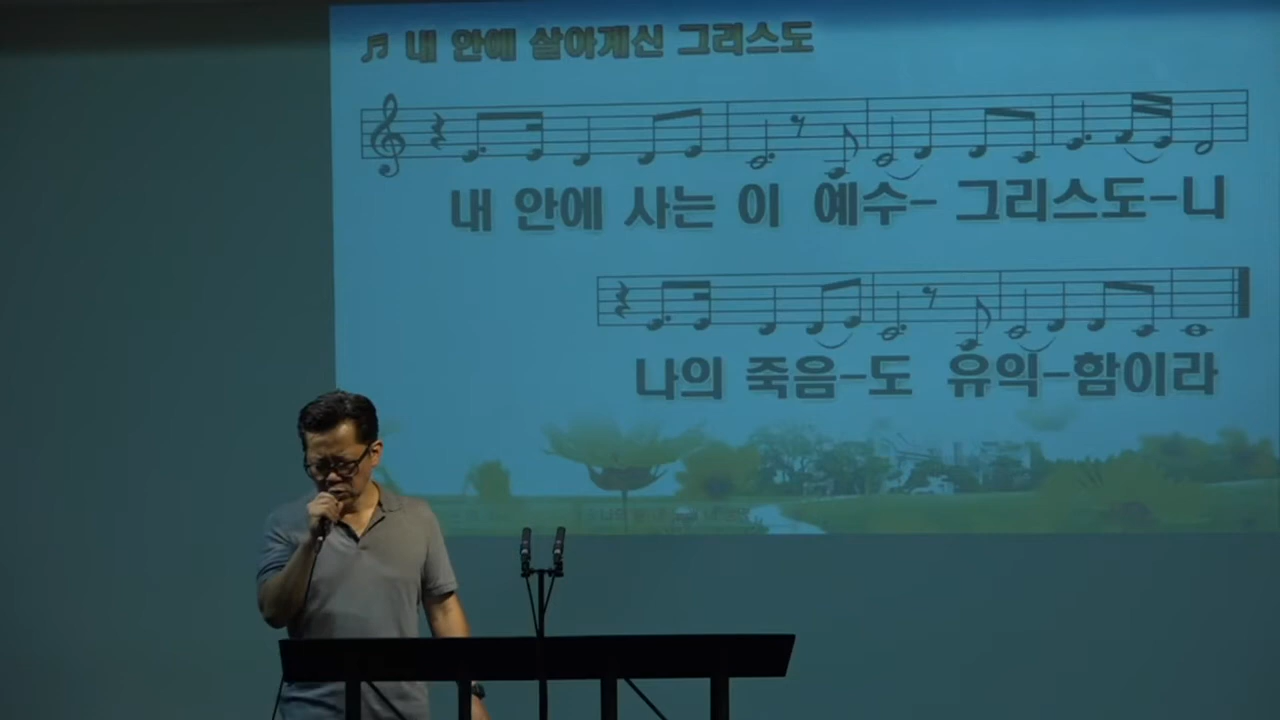 ♬ 내 안에 살아계신 그리스도
내 안에 사는 이 예수- 그리스도-니
나의 죽음-도 유익-함이라